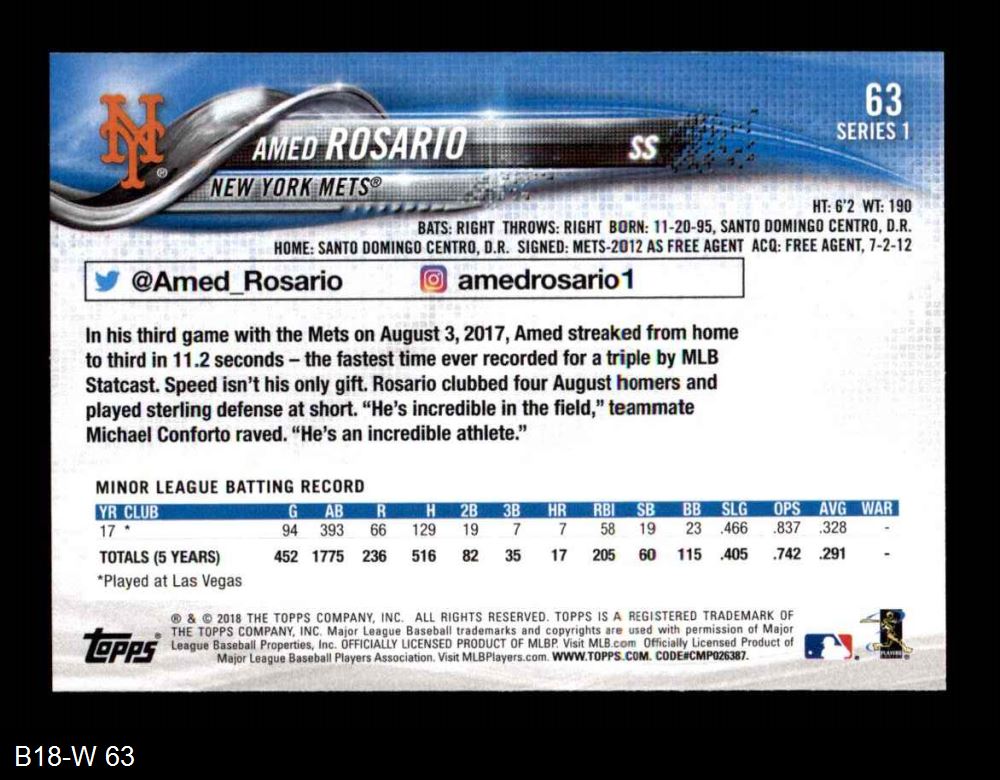 63
SERIES 1
NY
AMED ROSARIO SS
NEW YORK METS®
HT: 6'2 WT: 190
BATS: RIGHT THROWS: RIGHT BORN: 11-20-95, SANTO DOMINGO CENTRO, D.R.
HOME: SANTO DOMINGO CENTRO, D.R. SIGNED: METS-2012 AS FREE AGENT ACQ: FREE AGENT, 7-2-12
@Amed_Rosario amedrosario1
In his third game with the Mets on August 3, 2017, Amed streaked from home
to third in 11.2 seconds – the fastest time ever recorded for a triple by MLB
Statcast. Speed isn't his only gift. Rosario clubbed four August homers and
played sterling defense at short. “He's incredible in the field,” teammate
Michael Conforto raved. “He's an incredible athlete.”
MINOR LEAGUE BATTING RECORD
YR CLUB G AB R H 2B 3B HR RBI SB BB SLG OPS AVG WAR
17 * 94 393 66 129 19 7 7 58 19 23 .466 .837 .328 -
TOTALS (5 YEARS) 452 1775 236 516 82 35 17 205 60 115 .405 .742 .291 -
*Played at Las Vegas
® & © 2018 THE TOPPS COMPANY, INC. ALL RIGHTS RESERVED. TOPPS IS A REGISTERED TRADEMARK OF
THE TOPPS COMPANY, INC. Major League Baseball trademarks and copyrights are used with permission of Major
League Baseball Properties, Inc. OFFICIALLY LICENSED PRODUCT OF MLBP. Visit MLB.com Officially Licensed Product of
Major League Baseball Players Association. Visit MLBPlayers.com. WWW.TOPPS.COM. CODE#CMP026387.
topps®
PLAYERS
B18-W 63